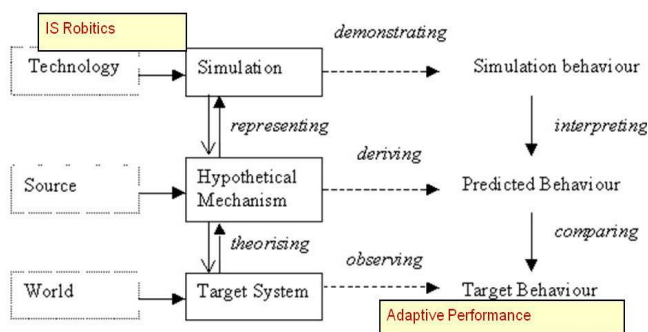 IS Robitics
demonstrating
Technology
Simulation
Simulation behaviour
representing
interpreting
Source
Hypothetical
Mechanism
deriving
Predicted Behaviour
theorising
comparing
observing
World
Target System
Target Behaviour
Adaptive Performance